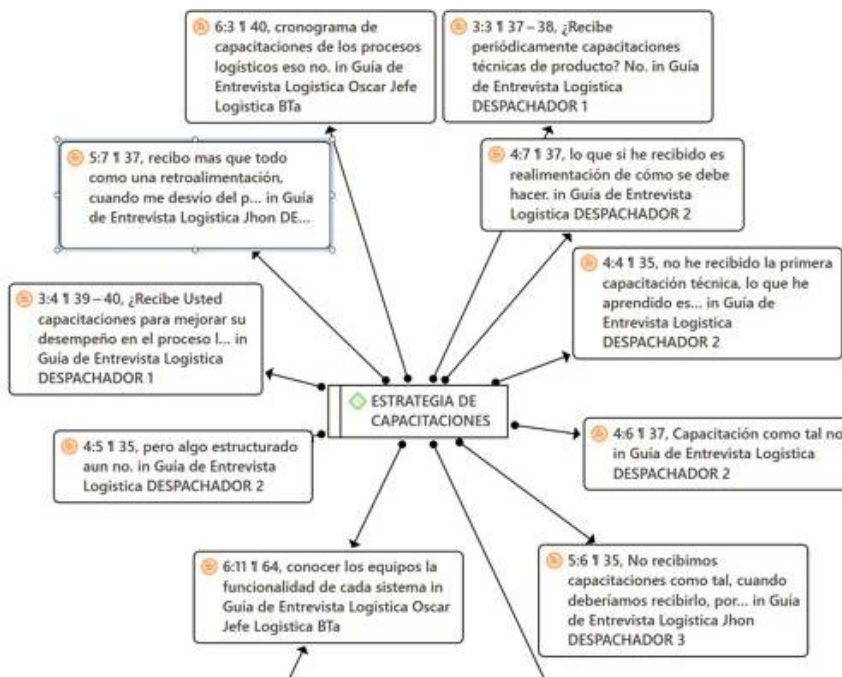 6:3 ¶ 40, cronograma de
capacitaciones de los procesos
logísticos eso no. in Guía de
Entrevista Logistica Oscar Jefe
Logistica BTa
3:3 ¶ 37 – 38, ¿Recibe
periódicamente capacitaciones
técnicas de producto? No. in Guía
de Entrevista Logística
DESPACHADOR 1
5:7 ¶ 37, recibo mas que todo
como una retroalimentación,
cuando me desvío del p... in Guía
de Entrevista Logistica Jhon DE...
4:7 ¶ 37, lo que si he recibido es
realimentación de cómo se debe
hacer. in Guía de Entrevista
Logística DESPACHADOR 2
4:4 ¶ 35, no he recibido la primera
capacitación técnica, lo que he
aprendido es... in Guía de
Entrevista Logistica
DESPACHADOR 2
3:4 ¶ 39 – 40, ¿Recibe Usted
capacitaciones para mejorar su
desempeño en el proceso l... in
Guía de Entrevista Logistica
DESPACHADOR 1
ESTRATEGIA DE
CAPACITACIONES
4:5 ¶ 35, pero algo estructurado
aun no. in Guía de Entrevista
Logistica DESPACHADOR 2
4:6 ¶ 37, Capacitación como tal no
in Guía de Entrevista Logistica
DESPACHADOR 2
6:11 ¶ 64, conocer los equipos la
funcionalidad de cada sistema in
Guía de Entrevista Logistica Oscar
Jefe Logistica BTa
5:6 ¶ 35, No recibimos
capacitaciones como tal, cuando
deberíamos recibirlo, por... in Guía
de Entrevista Logistica Jhon
DESPACHADOR 3